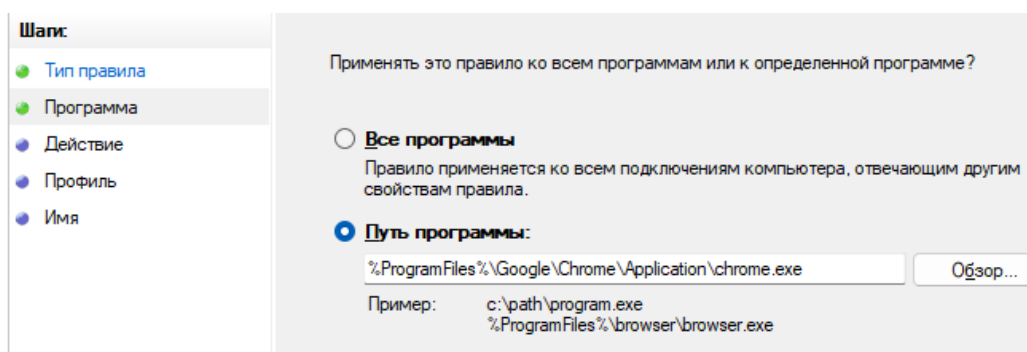 Шаги:
Тип правила
Программа
Действие
Профиль
Имя
Применять это правило ко всем программам или к определенной программе?
Все программы
Правило применяется ко всем подключениям компьютера, отвечающим другим
свойствам правила.
Путь программы:
%ProgramFiles%\Google\Chrome\Application\chrome.exe
Обзор...
Пример: c:\path\program.exe
%ProgramFiles%\browser\browser.exe